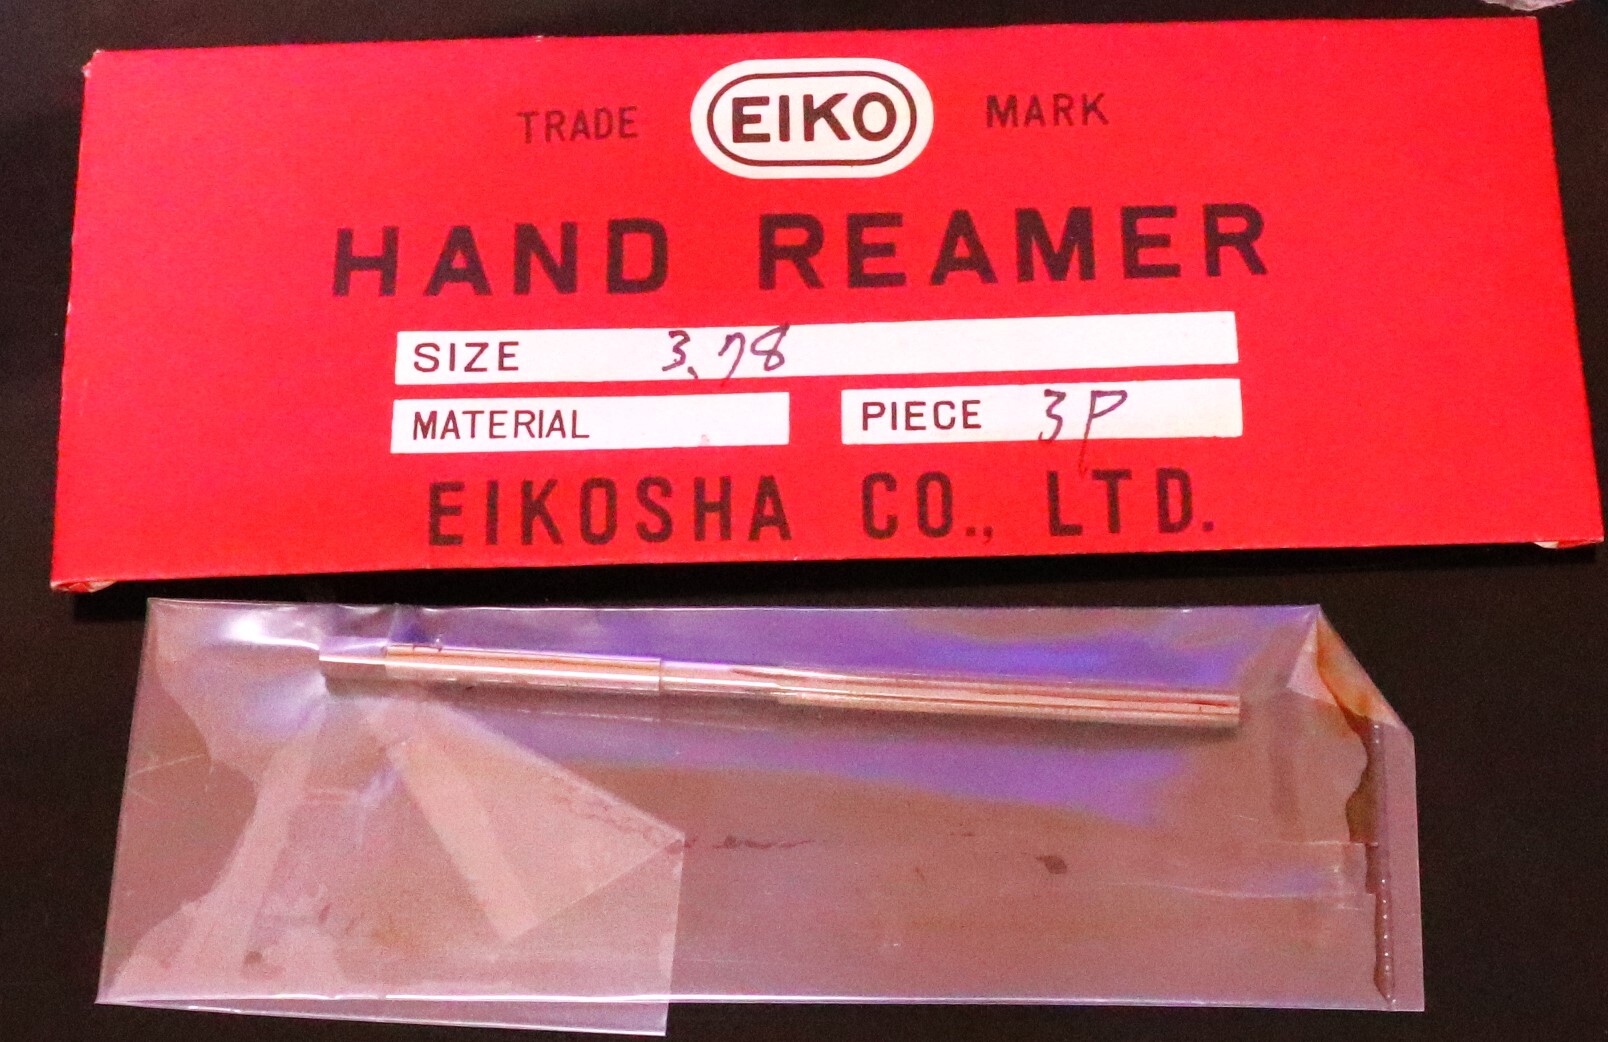 TRADE EIKO MARK
HAND REAMER
SIZE 3.78
MATERIAL PIECE 3P
EIKOSHA CO., LTD.